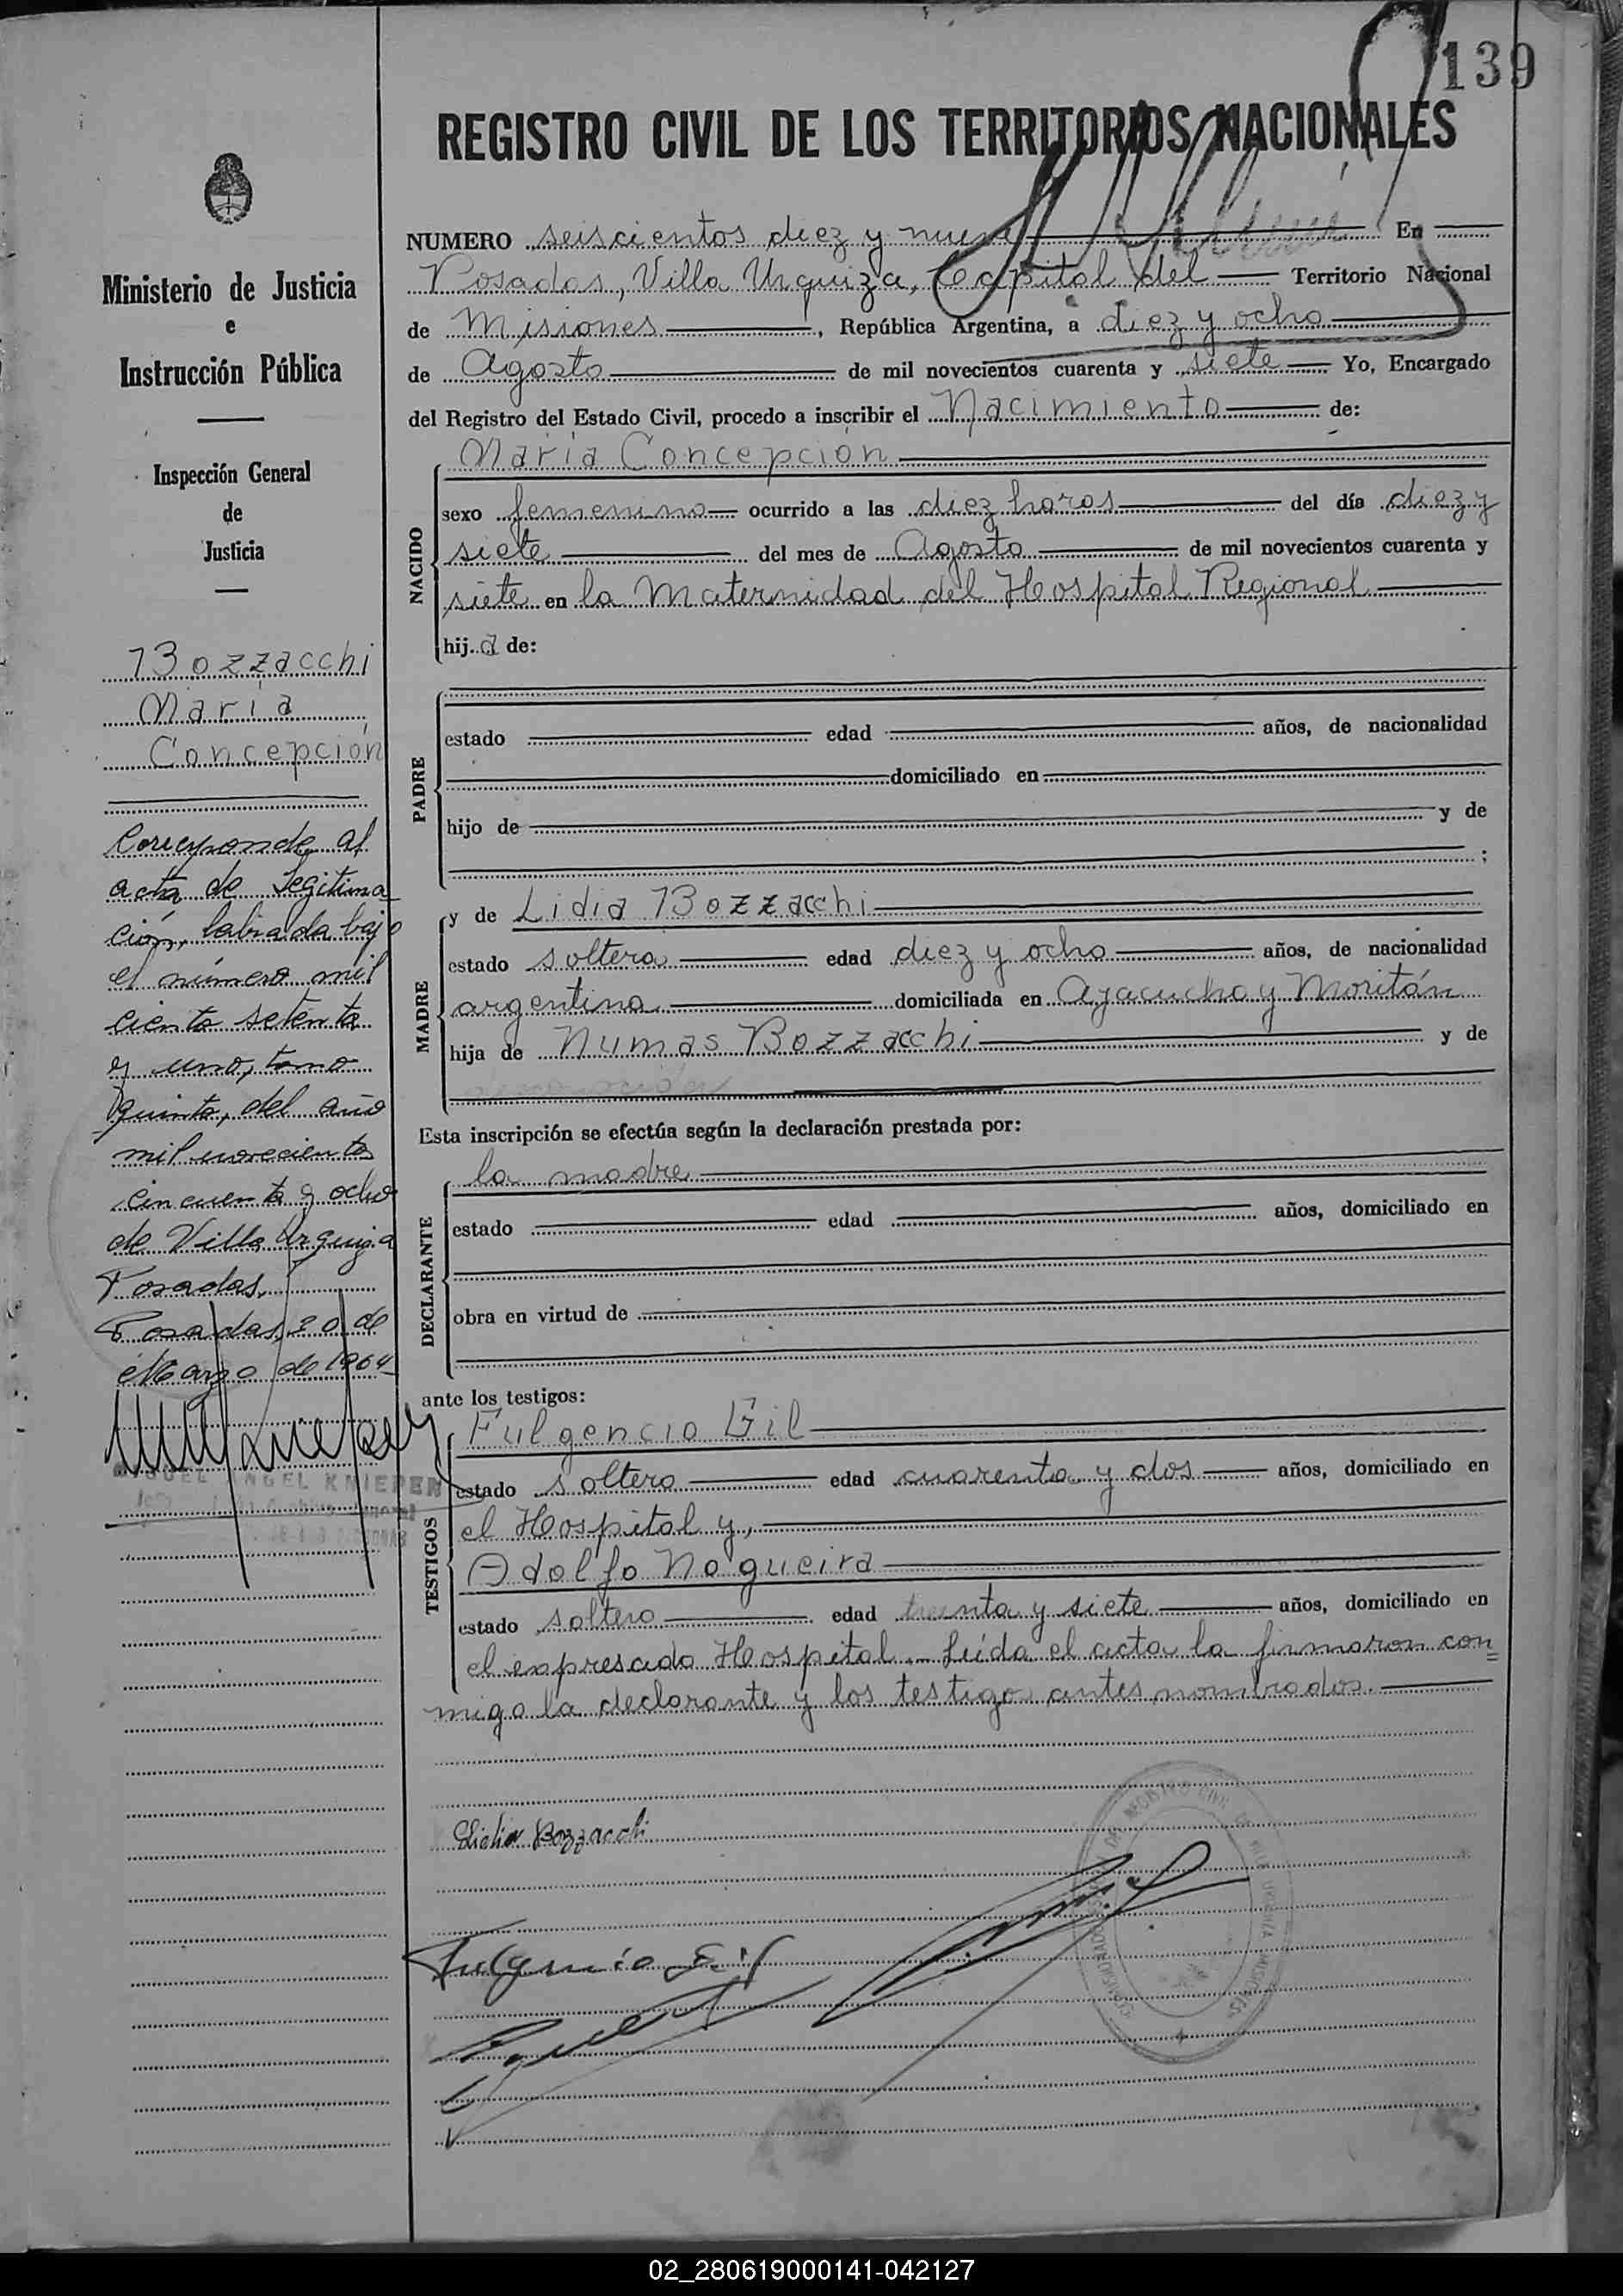 139
REGISTRO CIVIL DE LOS TERRITORIOS NACIONALES
Ministerio de Justicia
e
Instrucción Pública
Inspección General
de
Justicia
Bozzacchi
María
Concepción
Corresponde al
acta de Legitima
ción, labrada bajo
el número mil
ciento setenta
y uno, tomo
quinto, del año
mil novecientos
cincuenta y ocho
de Villa Urquiza
Posadas.
Posadas, 20 de
Marzo de 1964
MIGUEL ANGEL KNIEPER
NUMERO seiscientos diez y nueve En
Posadas, Villa Urquiza, Capital del Territorio Nacional
de Misiones, República Argentina, a diez y ocho
de Agosto de mil novecientos cuarenta y siete Yo, Encargado
del Registro del Estado Civil, procedo a inscribir el Nacimiento de:
NACIDO
María Concepción
sexo femenino ocurrido a las diez horas del día diez y
siete del mes de Agosto de mil novecientos cuarenta y
siete en la Maternidad del Hospital Regional
hija de:
PADRE
estado edad años, de nacionalidad
domiciliado en
hijo de y de
;
MADRE
y de Lidia Bozzacchi
estado soltera edad diez y ocho años, de nacionalidad
argentina domiciliada en Ayacucho y Moritán
hija de Numas Bozzacchi y de
Esta inscripción se efectúa según la declaración prestada por:
DECLARANTE
la madre
estado edad años, domiciliado en
obra en virtud de
ante los testigos:
TESTIGOS
Fulgencio Gil
estado soltero edad cuarenta y dos años, domiciliado en
el Hospital y,
Adolfo Nogueira
estado soltero edad treinta y siete años, domiciliado en
el expresado Hospital.- Leída el acta la firmaron con=
migo la declarante y los testigo antes nombrados.
Lidia Bozzacchi
Fulgencio Gil
02_280619000141-042127